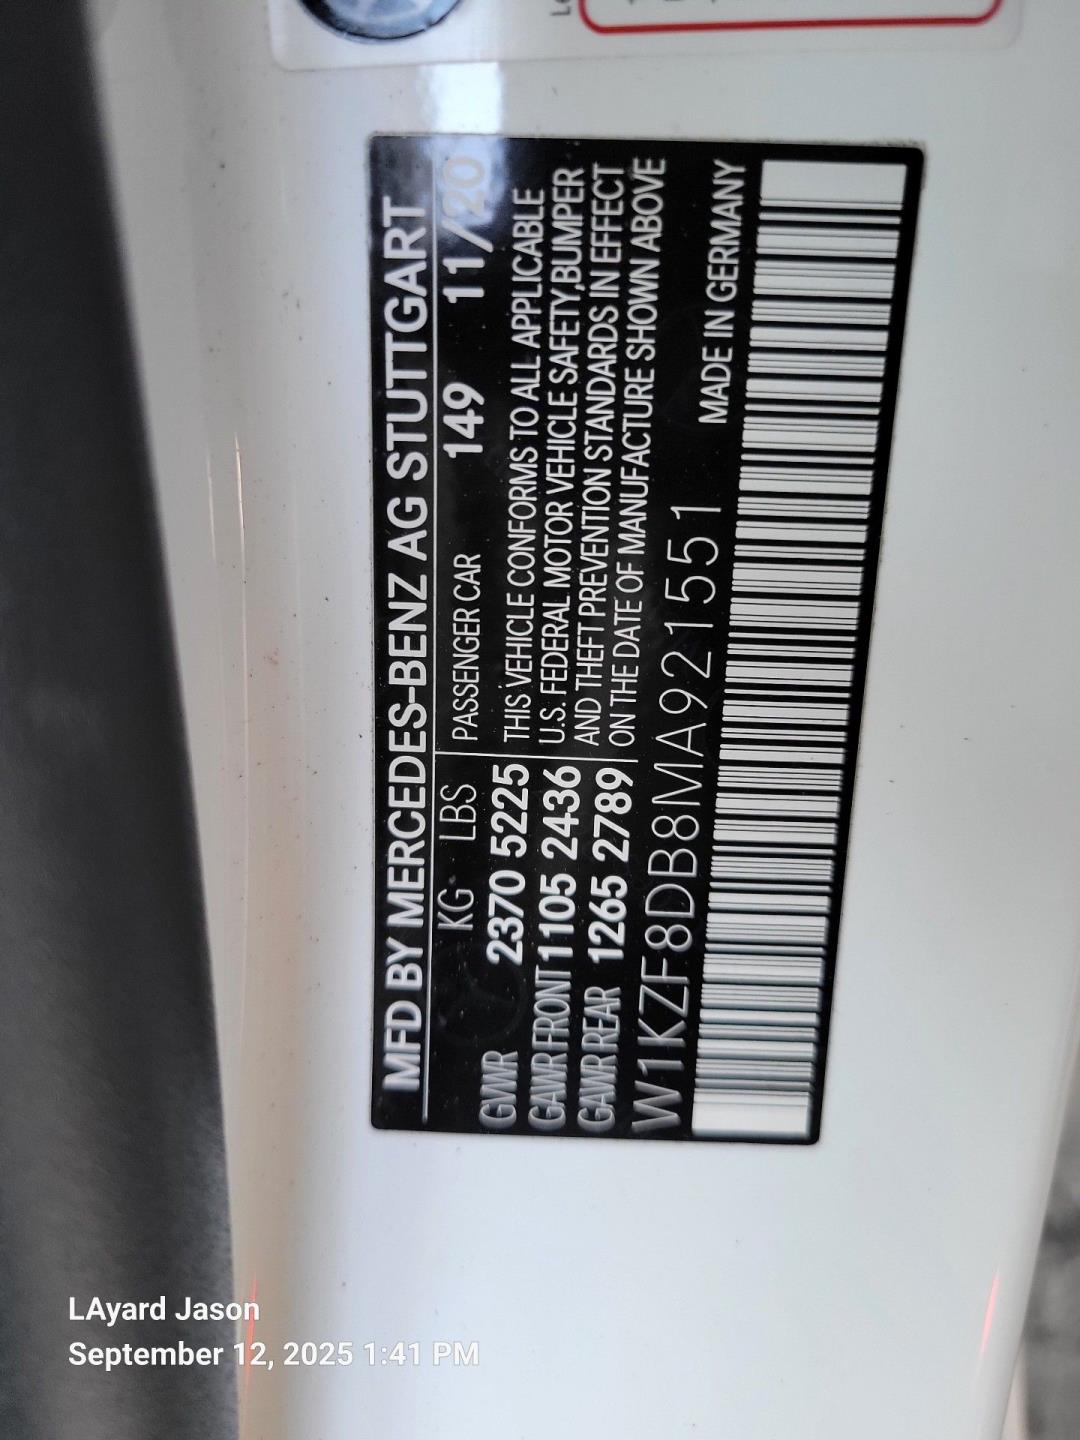 MFD BY MERCEDES-BENZ AG STUTTGART
KG LBS PASSENGER CAR 149 11/20
GVWR 2370 5225 THIS VEHICLE CONFORMS TO ALL APPLICABLE
GAWR FRONT 1105 2436 U.S. FEDERAL MOTOR VEHICLE SAFETY,BUMPER
GAWR REAR 1265 2789 AND THEFT PREVENTION STANDARDS IN EFFECT
ON THE DATE OF MANUFACTURE SHOWN ABOVE
W1KZF8DB8MA921551 MADE IN GERMANY
LAyard Jason
September 12, 2025 1:41 PM